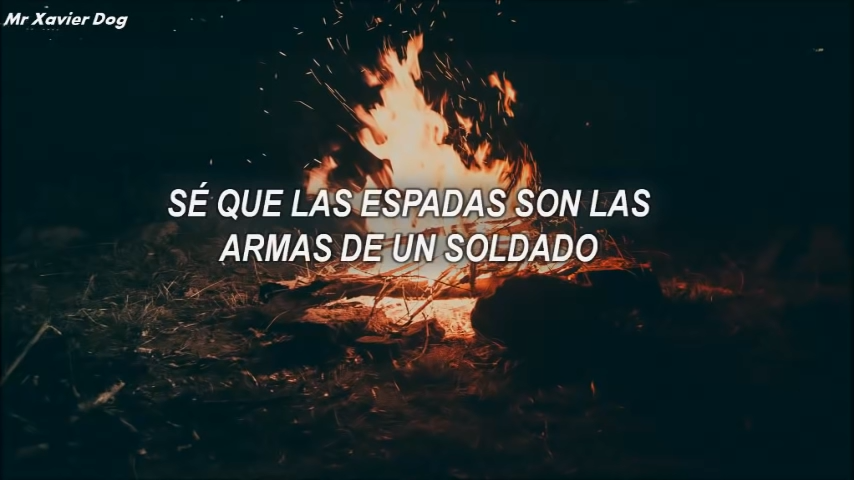 Mr Xavier Dog
SÉ QUE LAS ESPADAS SON LAS
ARMAS DE UN SOLDADO